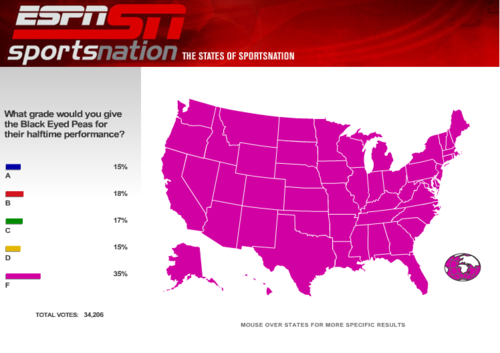 ESPN SN
sportsnation THE STATES OF SPORTSNATION
What grade would you give
the Black Eyed Peas for
their halftime performance?
15%
A
18%
B
17%
C
15%
D
35%
F
TOTAL VOTES: 34,206
MOUSE OVER STATES FOR MORE SPECIFIC RESULTS